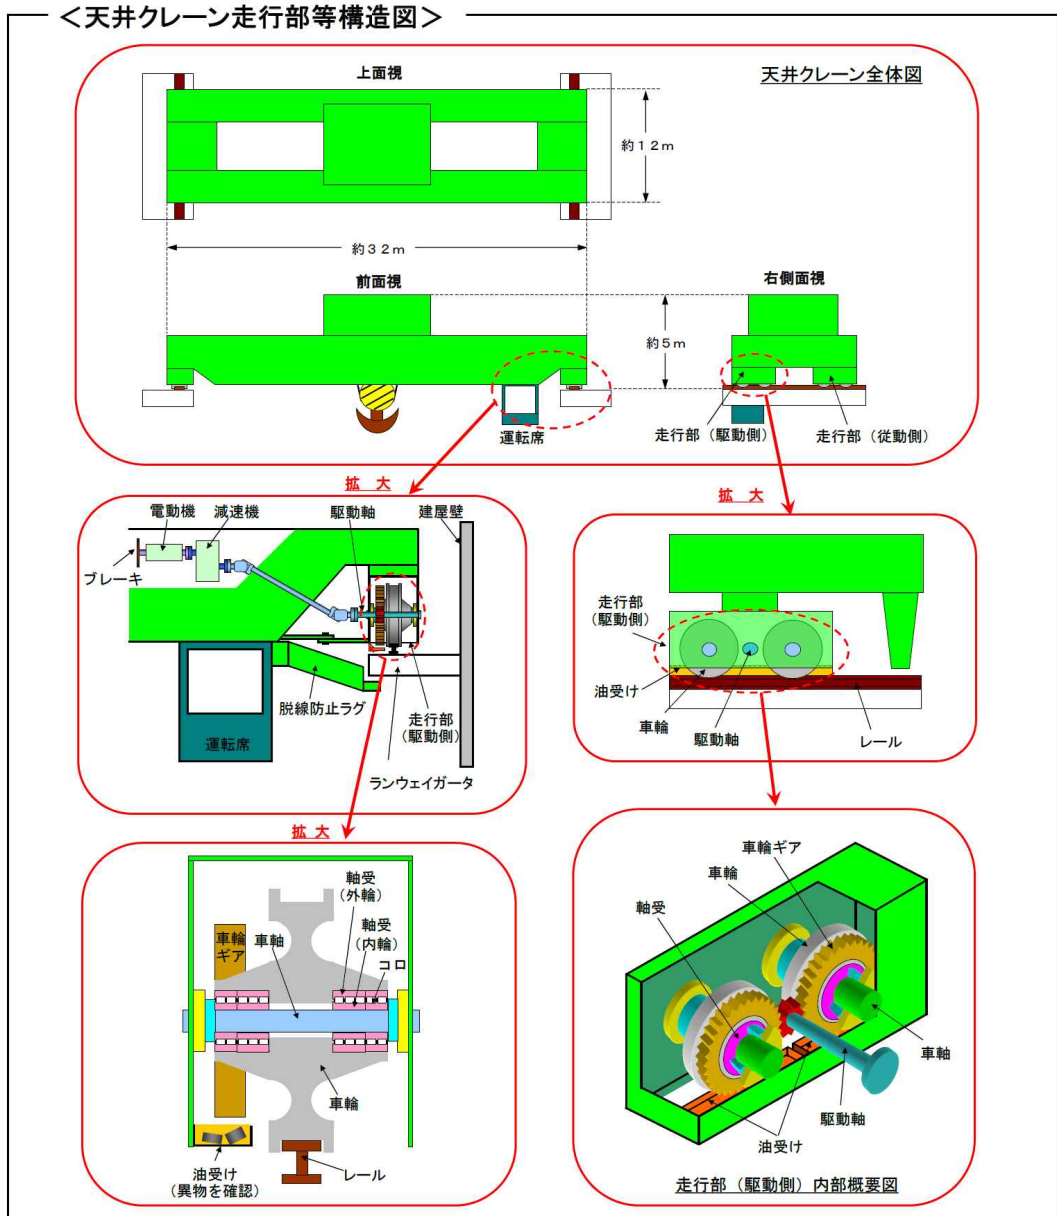 ＜天井クレーン走行部等構造図＞
上面視
天井クレーン全体図
約１２ｍ
約３２ｍ
前面視
右側面視
約５ｍ
運転席
走行部（駆動側）
走行部（従動側）
拡　大
拡　大
電動機
減速機
駆動軸
建屋壁
ブレーキ
脱線防止ラグ
走行部
（駆動側）
運転席
ランウェイガータ
走行部
（駆動側）
油受け
車輪
駆動軸
レール
拡　大
軸受
（外輪）
軸受
（内輪）
コロ
車輪
ギア
車軸
車輪
油受け
（異物を確認）
レール
車輪ギア
車輪
軸受
車軸
駆動軸
油受け
走行部（駆動側）内部概要図